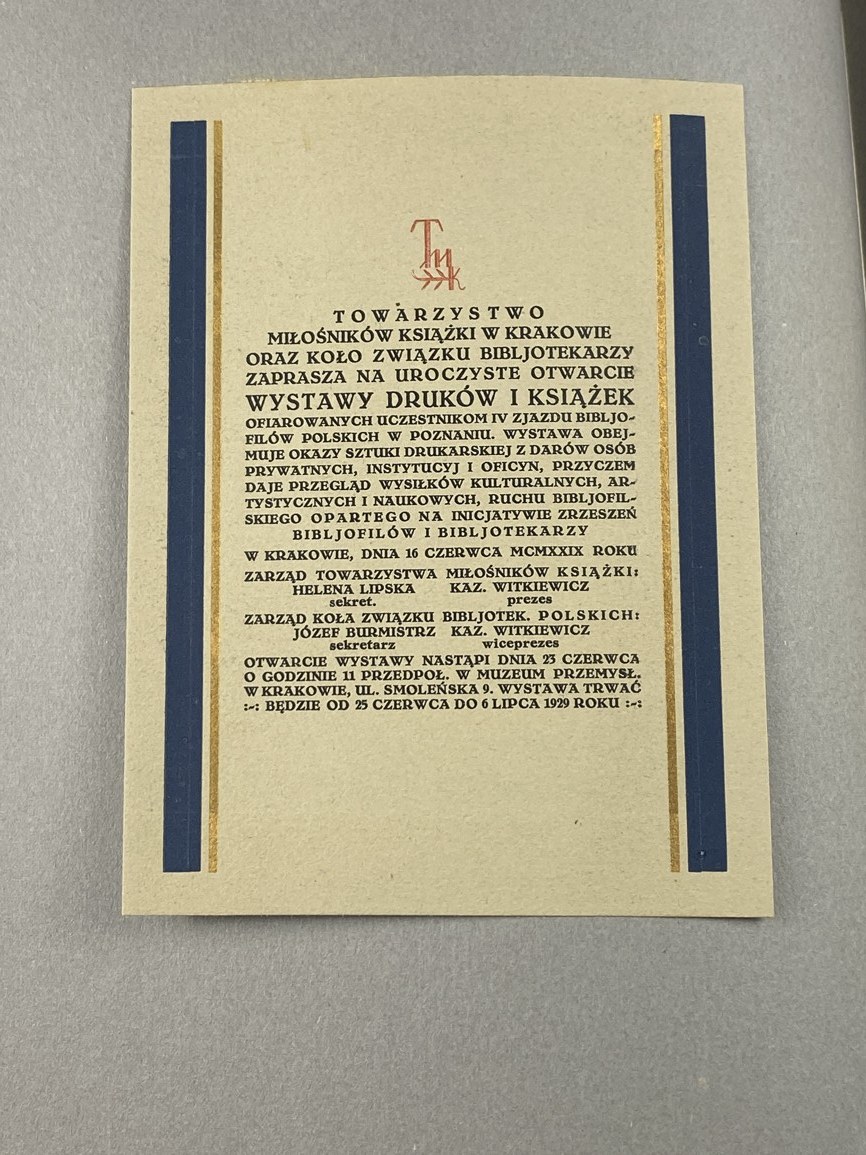 Tmk
TOWARZYSTWO
MIŁOŚNIKÓW KSIĄŻKI W KRAKOWIE
ORAZ KOŁO ZWIĄZKU BIBLJOTEKARZY
ZAPRASZA NA UROCZYSTE OTWARCIE
WYSTAWY DRUKÓW I KSIĄŻEK
OFIAROWANYCH UCZESTNIKOM IV ZJAZDU BIBLJO-
FILÓW POLSKICH W POZNANIU. WYSTAWA OBEJ-
MUJE OKAZY SZTUKI DRUKARSKIEJ Z DARÓW OSÓB
PRYWATNYCH, INSTYTUCYJ I OFICYN, PRZYCZEM
DAJE PRZEGLĄD WYSIŁKÓW KULTURALNYCH, AR-
TYSTYCZNYCH I NAUKOWYCH, RUCHU BIBLJOFIL-
SKIEGO OPARTEGO NA INICJATYWIE ZRZESZEŃ
BIBLJOFILÓW I BIBLJOTEKARZY
W KRAKOWIE, DNIA 16 CZERWCA MCMXXIX ROKU
ZARZĄD TOWARZYSTWA MIŁOŚNIKÓW KSIĄŻKI:
HELENA LIPSKA KAZ. WITKIEWICZ
sekret. prezes
ZARZĄD KOŁA ZWIĄZKU BIBLJOTEK. POLSKICH:
JÓZEF BURMISTRZ KAZ. WITKIEWICZ
sekretarz wiceprezes
OTWARCIE WYSTAWY NASTĄPI DNIA 23 CZERWCA
O GODZINIE 11 PRZEDPOŁ. W MUZEUM PRZEMYSŁ.
W KRAKOWIE, UL. SMOLEŃSKA 9. WYSTAWA TRWAĆ
:-: BĘDZIE OD 25 CZERWCA DO 6 LIPCA 1929 ROKU :-: